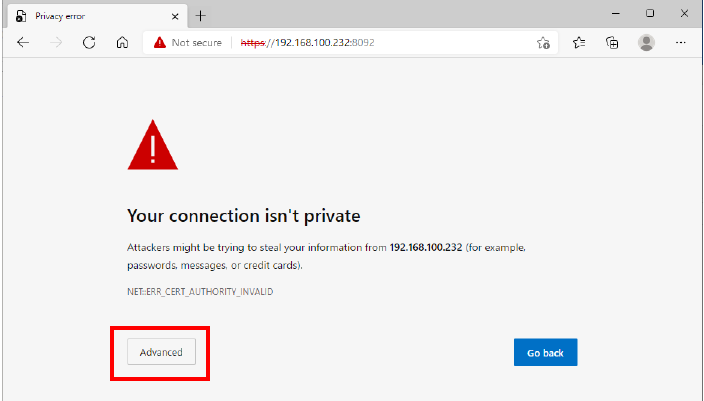 Privacy error
Not secure https://192.168.100.232:8092
Your connection isn't private
Attackers might be trying to steal your information from 192.168.100.232 (for example,
passwords, messages, or credit cards).
NET::ERR_CERT_AUTHORITY_INVALID
Advanced
Go back